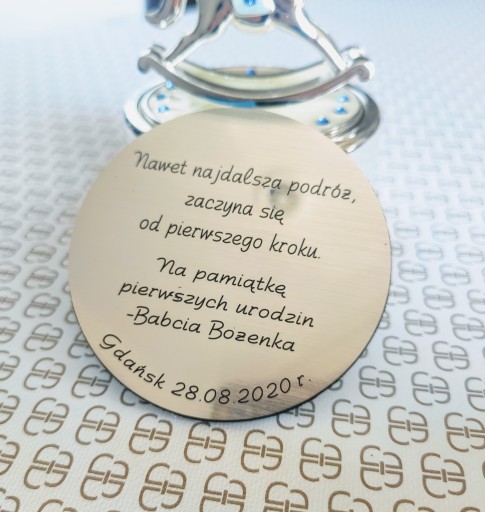 Nawet najdalsza podróż,
zaczyna się
od pierwszego kroku.
Na pamiątkę
pierwszych urodzin
-Babcia Bożenka
Gdańsk 28.08.2020 r.